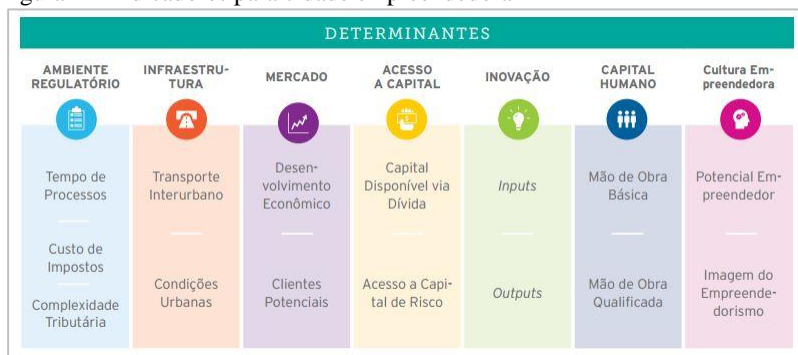 DETERMINANTES
AMBIENTE
REGULATÓRIO
INFRAESTRU-
TURA
MERCADO
ACESSO
A CAPITAL
INOVAÇÃO
CAPITAL
HUMANO
Cultura Em-
preendedora
Tempo de
Processos
Custo de
Impostos
Complexidade
Tributária
Transporte
Interurbano
Condições
Urbanas
Desen-
volvimento
Econômico
Clientes
Potenciais
Capital
Disponível via
Dívida
Acesso a Capi-
tal de Risco
Inputs
Outputs
Mão de Obra
Básica
Mão de Obra
Qualificada
Potencial Em-
preendedor
Imagem do
Empreende-
dorismo